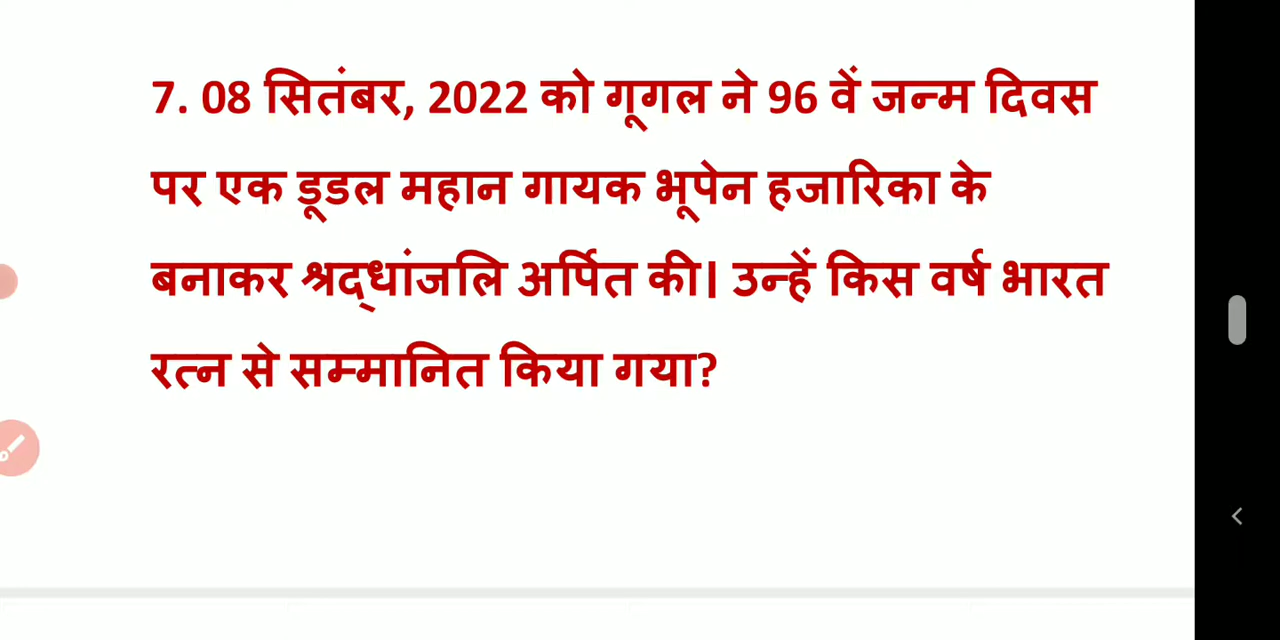 7. 08 सितंबर, 2022 को गूगल ने 96 वें जन्म दिवस
पर एक डूडल महान गायक भूपेन हजारिका के
बनाकर श्रद्धांजलि अर्पित की। उन्हें किस वर्ष भारत
रत्न से सम्मानित किया गया?